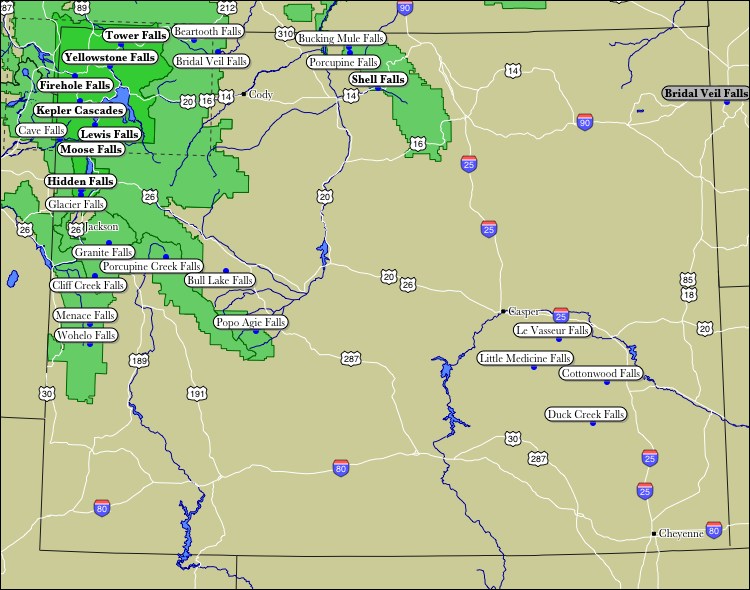 87
89
212
90
Tower Falls
Beartooth Falls
310
Bucking Mule Falls
Yellowstone Falls
Bridal Veil Falls
Porcupine Falls
14
Shell Falls
Firehole Falls
Bridal Veil Falls
20
16
14
Cody
14
Kepler Cascades
90
Cave Falls
Lewis Falls
16
Moose Falls
25
Hidden Falls
26
20
Glacier Falls
26
26
Jackson
25
Granite Falls
Porcupine Creek Falls
Bull Lake Falls
20
26
85
18
Cliff Creek Falls
Menace Falls
Popo Agie Falls
Casper
25
Wohelo Falls
Le Vasseur Falls
20
189
287
Little Medicine Falls
Cottonwood Falls
30
191
Duck Creek Falls
30
287
25
80
25
80
Cheyenne
80